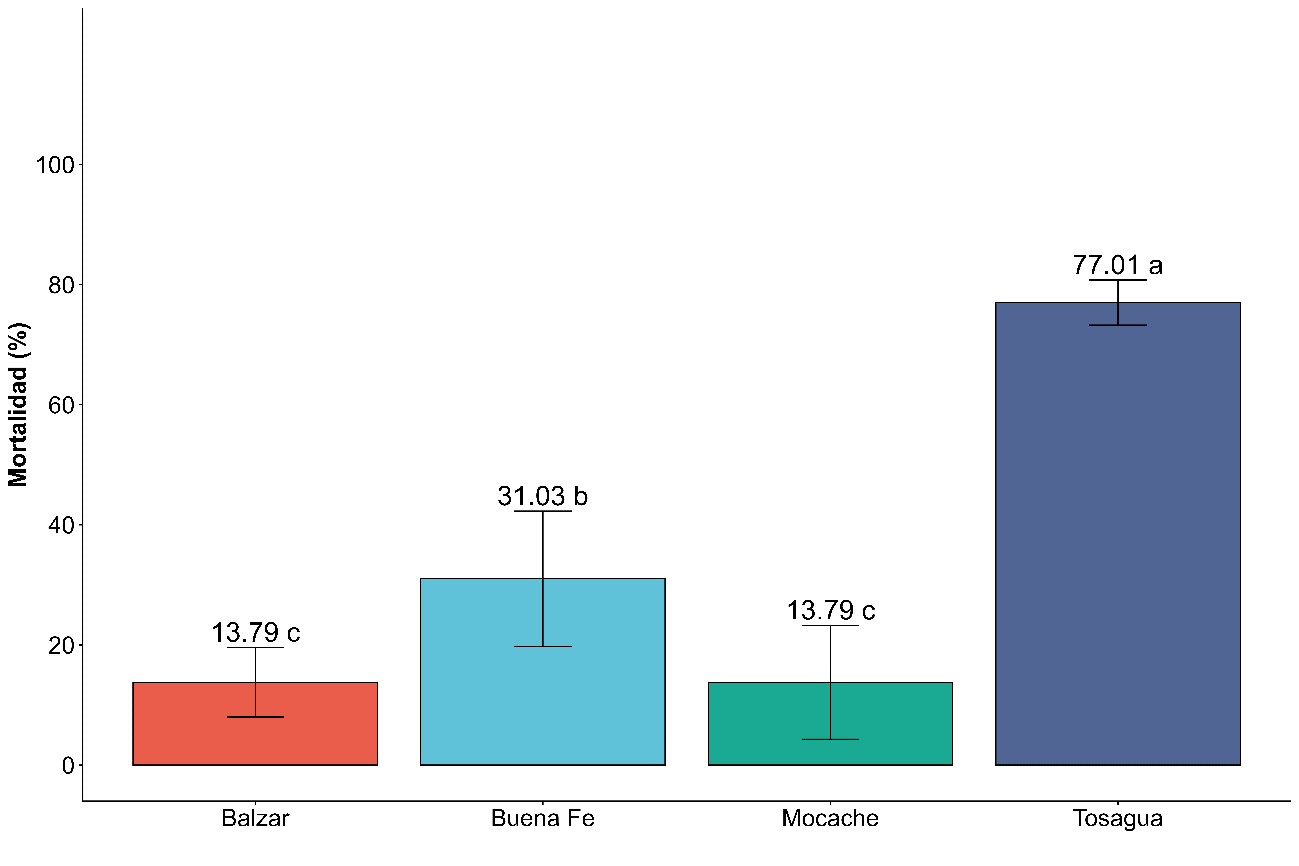 Mortalidad (%)
100
80
60
40
20
0
13.79 c
31.03 b
13.79 c
77.01 a
Balzar
Buena Fe
Mocache
Tosagua